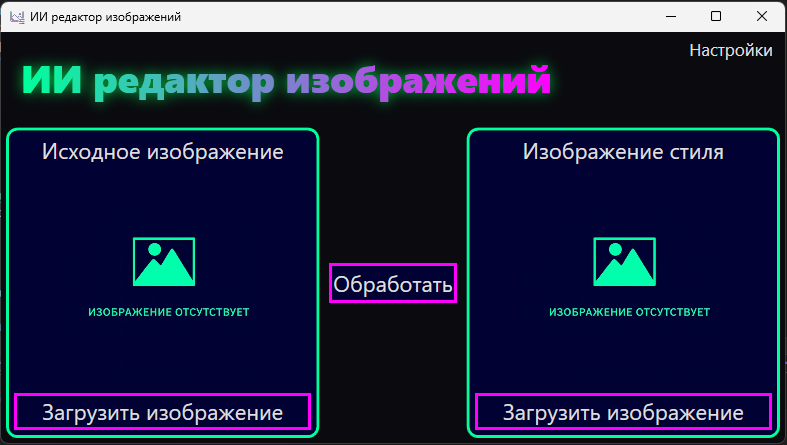 ИИ редактор изображений
Настройки
ИИ редактор изображений
Исходное изображение
Изображение стиля
ИЗОБРАЖЕНИЕ ОТСУТСТВУЕТ
Обработать
ИЗОБРАЖЕНИЕ ОТСУТСТВУЕТ
Загрузить изображение
Загрузить изображение